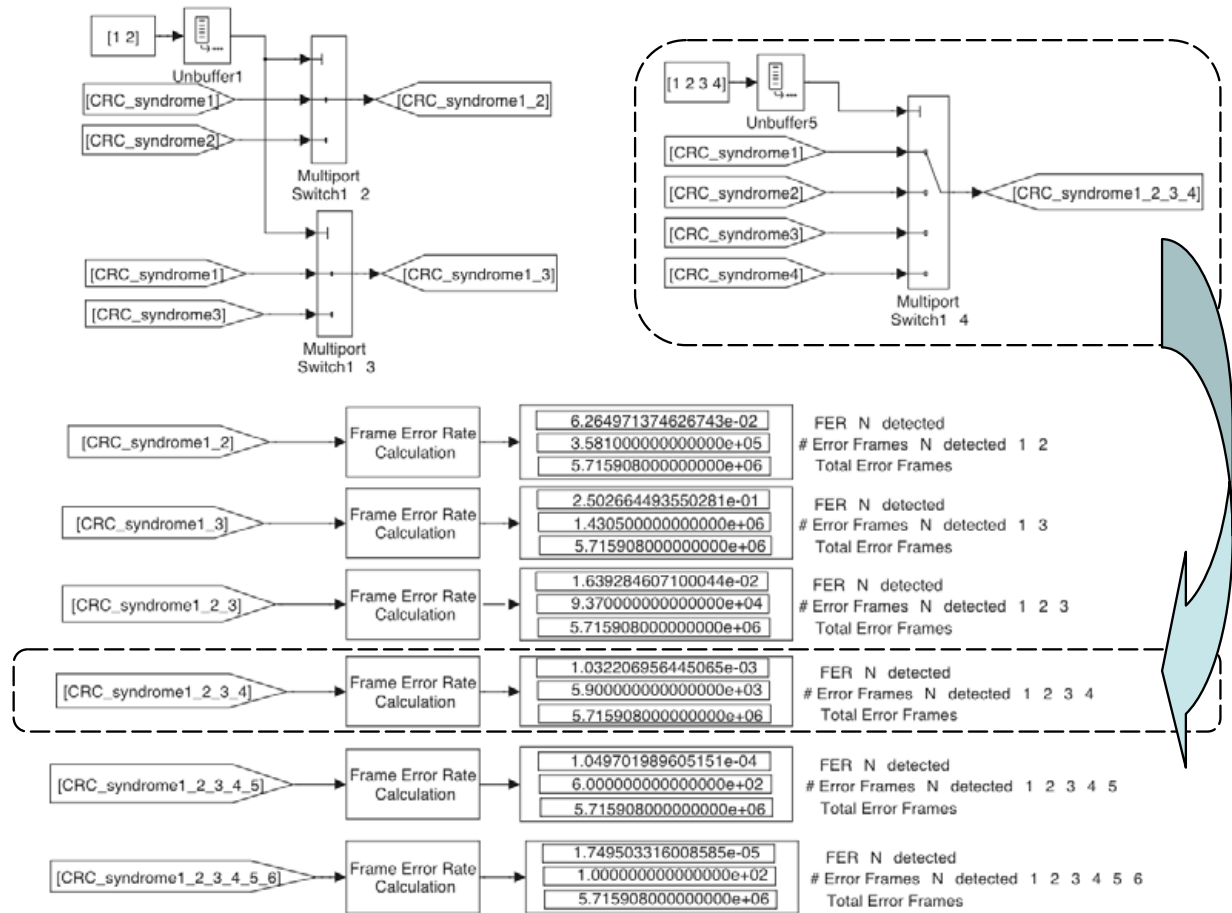 [1 2]
Unbuffer1
[CRC_syndrome1]
[CRC_syndrome2]
[CRC_syndrome1_2]
Multiport
Switch1 2
[CRC_syndrome1]
[CRC_syndrome3]
[CRC_syndrome1_3]
Multiport
Switch1 3
[1 2 3 4]
Unbuffer5
[CRC_syndrome1]
[CRC_syndrome2]
[CRC_syndrome3]
[CRC_syndrome4]
[CRC_syndrome1_2_3_4]
Multiport
Switch1 4
[CRC_syndrome1_2]
Frame Error Rate
Calculation
6.264971374626743e-02
3.581000000000000e+05
5.715908000000000e+06
FER N detected
# Error Frames N detected 1 2
Total Error Frames
[CRC_syndrome1_3]
Frame Error Rate
Calculation
2.502664493550281e-01
1.430500000000000e+06
5.715908000000000e+06
FER N detected
# Error Frames N detected 1 3
Total Error Frames
[CRC_syndrome1_2_3]
Frame Error Rate
Calculation
1.639284607100044e-02
9.370000000000000e+04
5.715908000000000e+06
FER N detected
# Error Frames N detected 1 2 3
Total Error Frames
[CRC_syndrome1_2_3_4]
Frame Error Rate
Calculation
1.032206956445065e-03
5.900000000000000e+03
5.715908000000000e+06
FER N detected
# Error Frames N detected 1 2 3 4
Total Error Frames
[CRC_syndrome1_2_3_4_5]
Frame Error Rate
Calculation
1.049701989605151e-04
6.000000000000000e+02
5.715908000000000e+06
FER N detected
# Error Frames N detected 1 2 3 4 5
Total Error Frames
[CRC_syndrome1_2_3_4_5_6]
Frame Error Rate
Calculation
1.749503316008585e-05
1.000000000000000e+02
5.715908000000000e+06
FER N detected
# Error Frames N detected 1 2 3 4 5 6
Total Error Frames